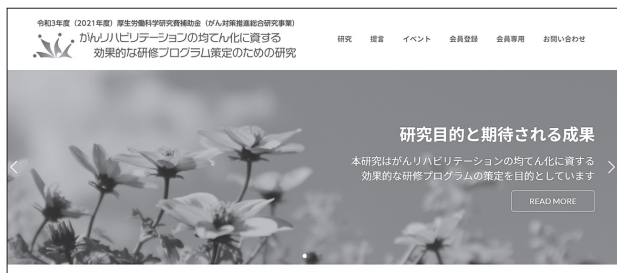 令和3年度（2021年度）厚生労働科学研究費補助金（がん対策推進総合研究事業）
がんリハビリテーションの均てん化に資する
効果的な研修プログラム策定のための研究
研究 提言 イベント 会員登録 会員専用 お問い合わせ
研究目的と期待される成果
本研究はがんリハビリテーションの均てん化に資する
効果的な研修プログラムの策定を目的としています
READ MORE